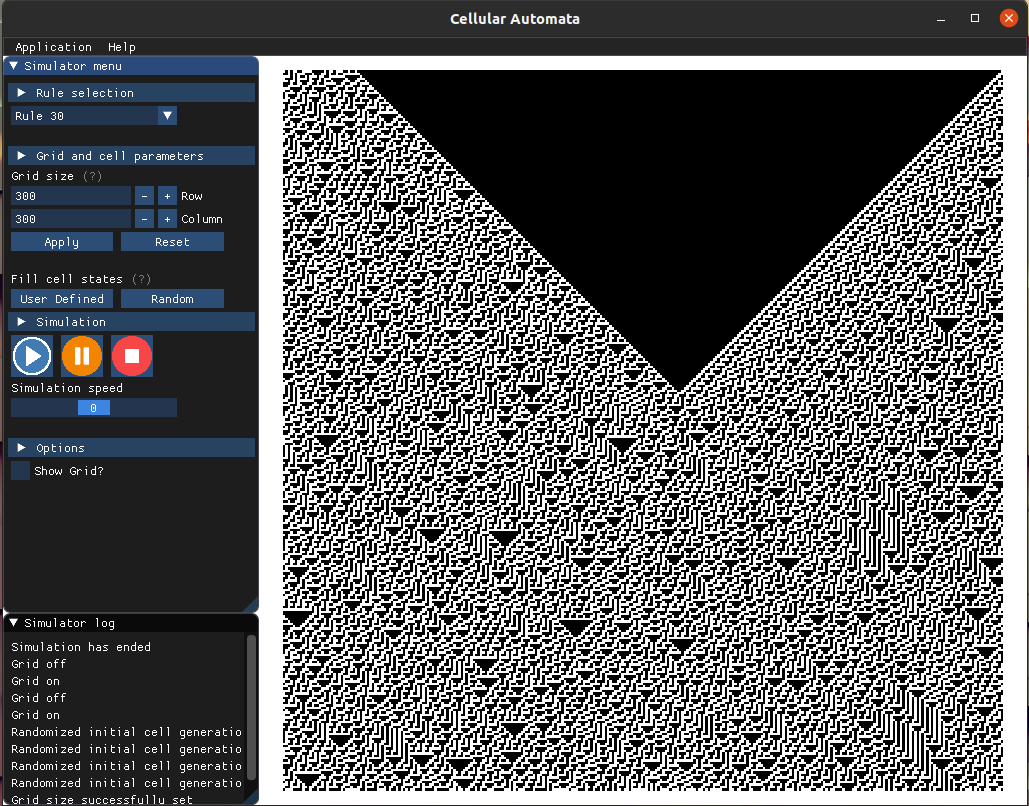 Cellular Automata
Application Help
Simulator menu
Rule selection
Rule 30
Grid and cell parameters
Grid size (?)
300 - + Row
300 - + Column
Apply Reset
Fill cell states (?)
User Defined Random
Simulation
Simulation speed
0
Options
Show Grid?
Simulator log
Simulation has ended
Grid off
Grid on
Grid off
Grid on
Randomized initial cell generatio
Randomized initial cell generatio
Randomized initial cell generatio
Randomized initial cell generatio
Grid size successfully set